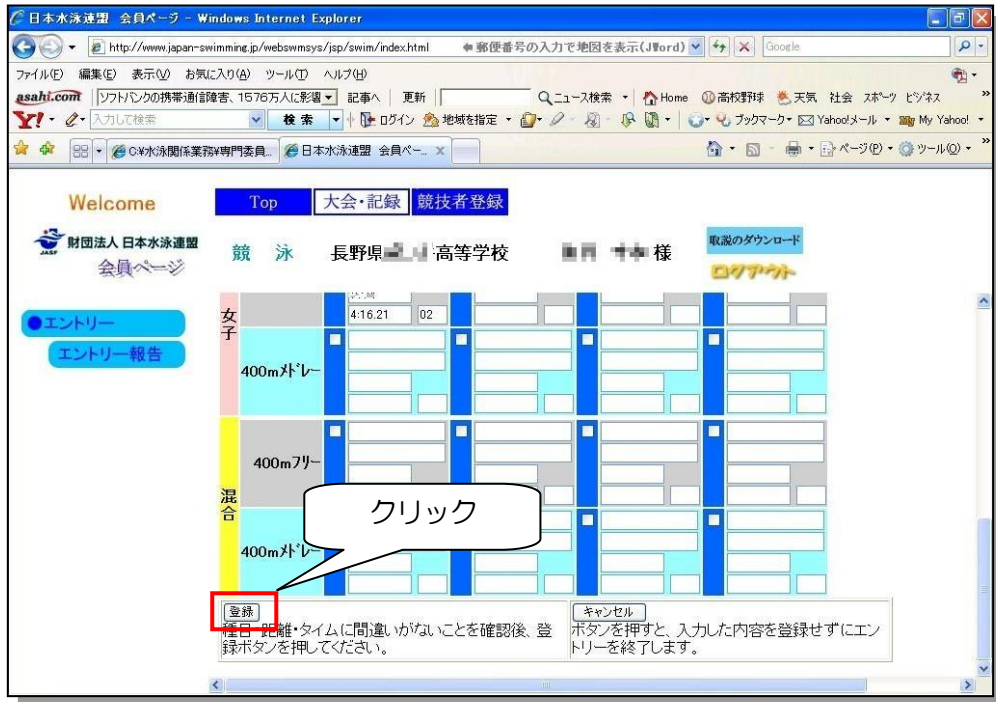 日本水泳連盟 会員ページ - Windows Internet Explorer
http://www.japan-swimming.jp/webswmsys/jsp/swim/index.html
郵便番号の入力で地図を表示(JWord)
Google
ファイル(F) 編集(E) 表示(V) お気に入り(A) ツール(T) ヘルプ(H)
asahi.com ソフトバンクの携帯通信障害、1576万人に影響 記事へ 更新 ニュース検索 Home 高校野球 天気 社会 スポーツ ビジネス »
Y! 入力して検索 検 索 ログイン 地域を指定 ブックマーク Yahoo!メール My Yahoo!
C:¥水泳関係業務¥専門委員... 日本水泳連盟 会員ペー... ページ(P) ツール(O) »
Welcome
Top 大会・記録 競技者登録
財団法人 日本水泳連盟
会員ページ
競 泳 長野県 高等学校 様
取説のダウンロード
ログアウト
エントリー
エントリー報告
女子
4:16.21 02
400mメドレー
混合
400mフリー
400mメドレー
クリック
登録
種目・距離・タイムに間違いがないことを確認後、登
録ボタンを押してください。
キャンセル
ボタンを押すと、入力した内容を登録せずにエン
トリーを終了します。